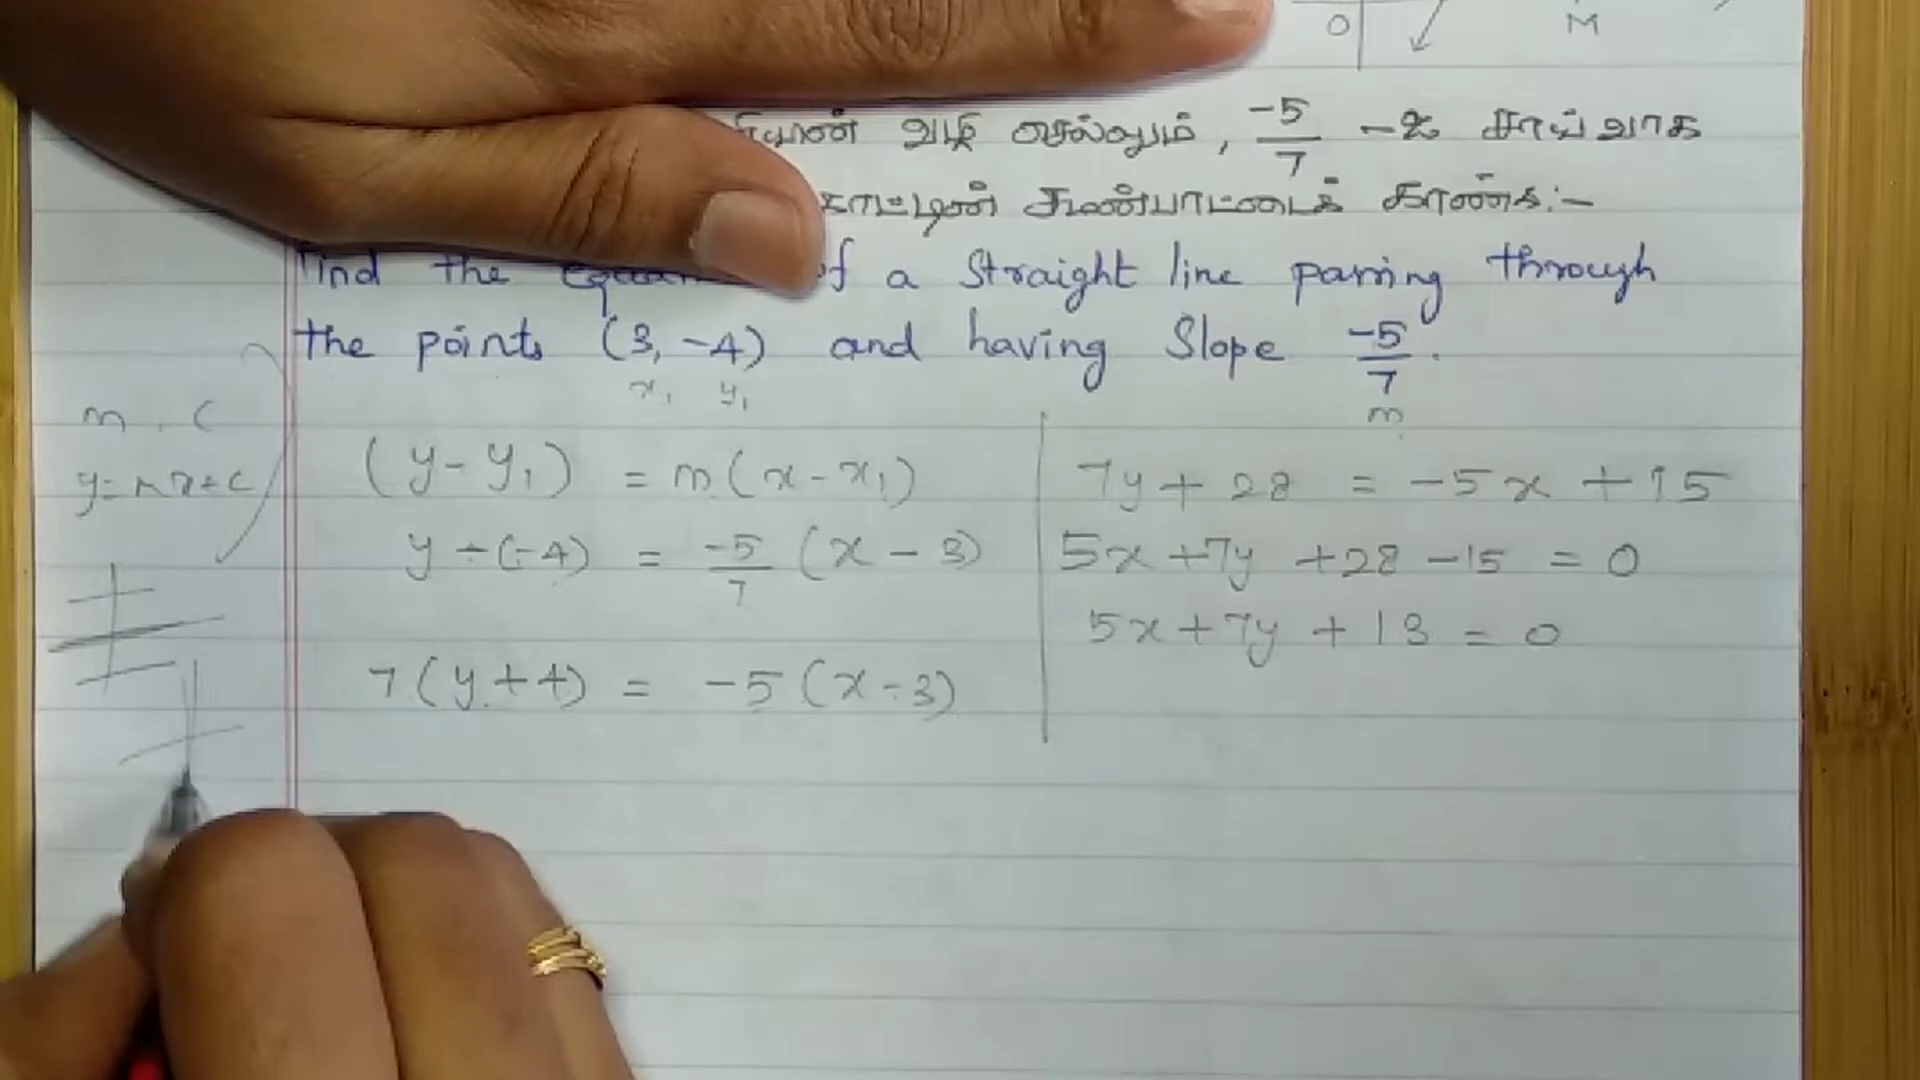 O M
வழி செல்லும், -5/7 -ஐ சாய்வாக
சமன்பாட்டைக் காண்க:-
Find the of a straight line passing through
the points (3, -4) and having Slope -5/7.
x₁ y₁ m
m, c
y=mx+c
(y-y₁) = m(x-x₁)
y-(-4) = -5/7 (x-3)
7(y+4) = -5(x-3)
7y+28 = -5x+15
5x+7y+28-15 = 0
5x+7y+13 = 0